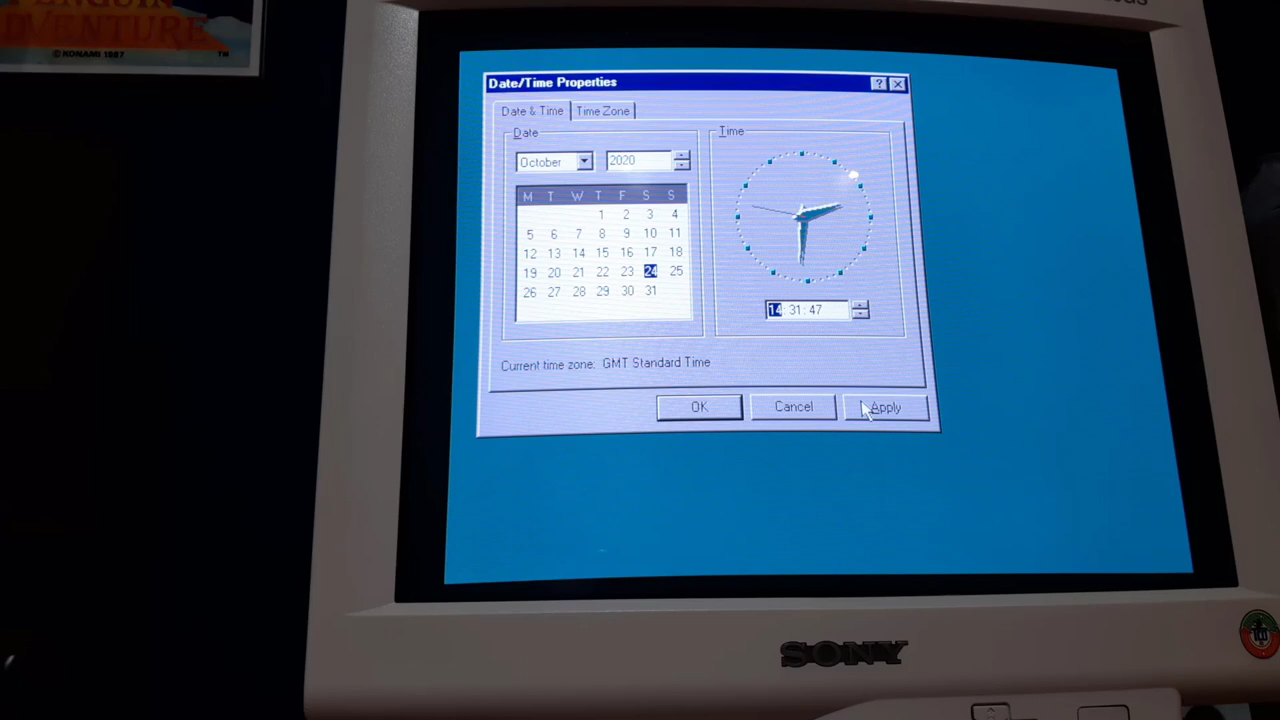 ADVENTURE
© KONAMI 1987 TM
Date/Time Properties ?
Date & Time Time Zone
Date
October 2020
M T W T F S S
1 2 3 4
5 6 7 8 9 10 11
12 13 14 15 16 17 18
19 20 21 22 23 24 25
26 27 28 29 30 31
Time
14:31:47
Current time zone: GMT Standard Time
OK Cancel Apply
SONY